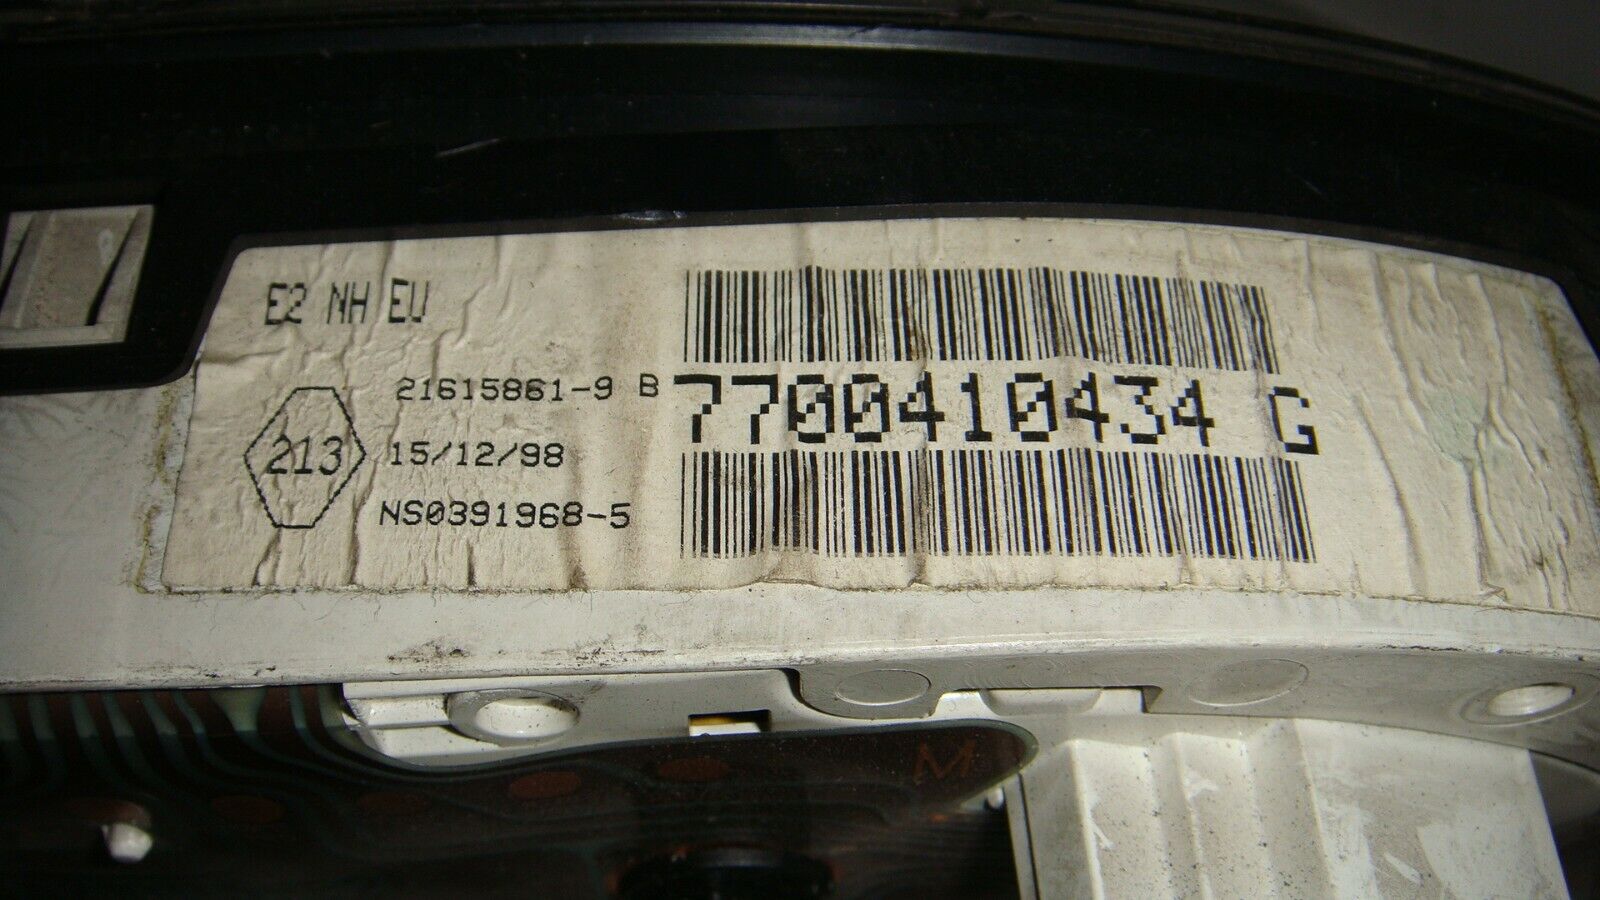 E2 NH EU
21615861-9 B
7700410434 G
213
15/12/98
NS0391968-5
M